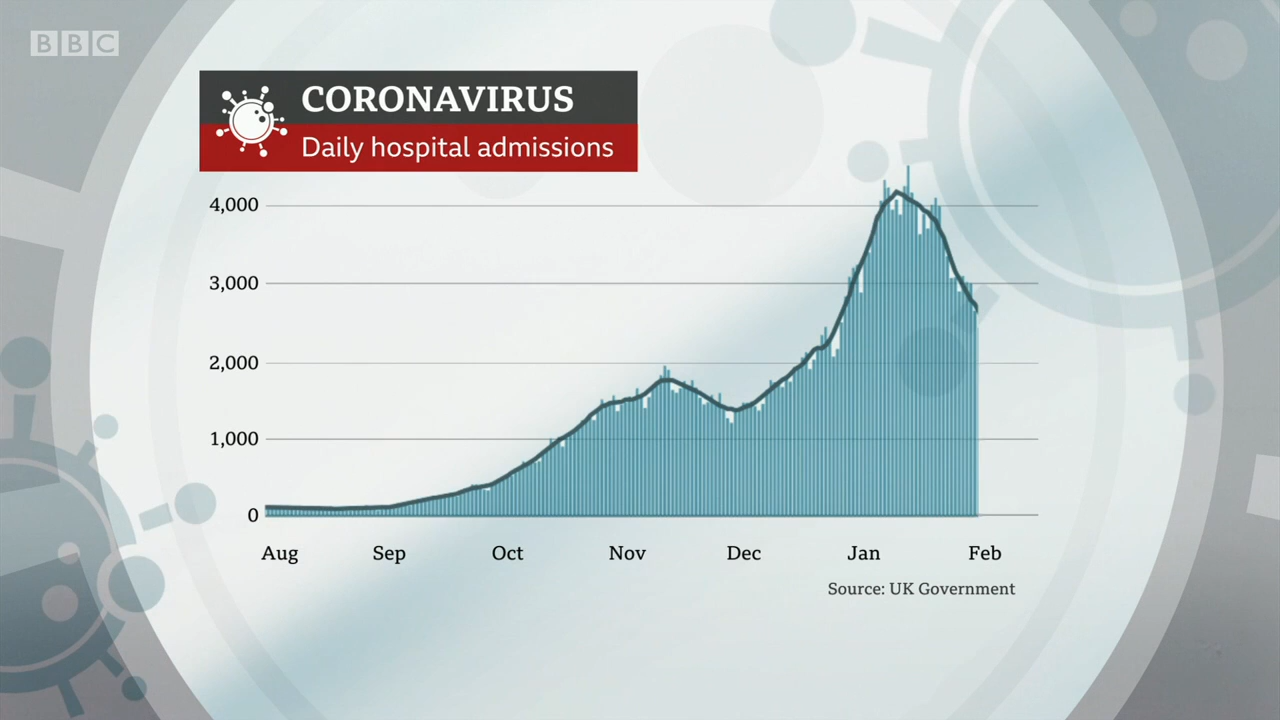 BBC
CORONAVIRUS
Daily hospital admissions
4,000
3,000
2,000
1,000
0
Aug Sep Oct Nov Dec Jan Feb
Source: UK Government